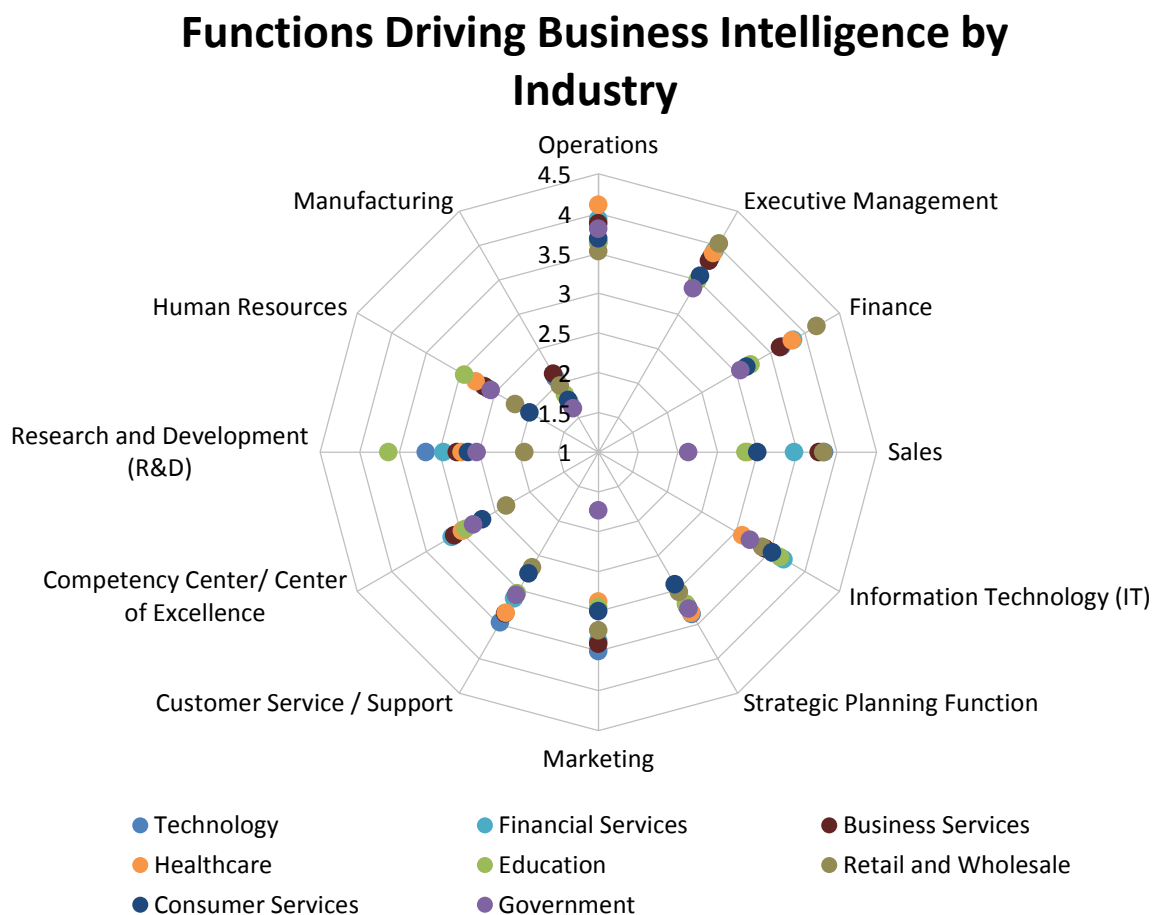 Functions Driving Business Intelligence by
Industry
Operations
Manufacturing
Executive Management
Human Resources
Finance
Research and Development
(R&D)
Sales
Competency Center/ Center
of Excellence
Information Technology (IT)
Customer Service / Support
Strategic Planning Function
Marketing
4.5
4
3.5
3
2.5
2
1.5
1
Technology
Financial Services
Business Services
Healthcare
Education
Retail and Wholesale
Consumer Services
Government